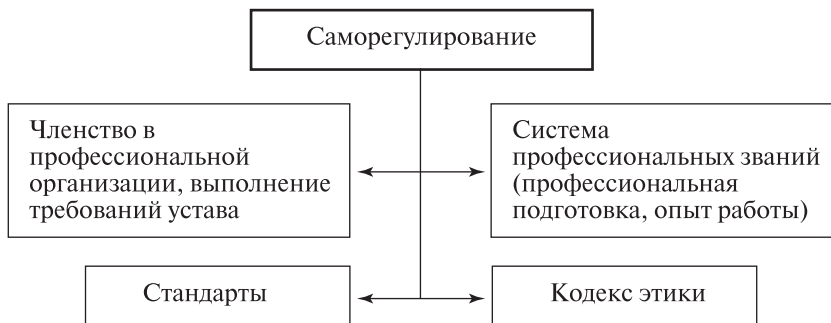 Саморегулирование
Членство в
профессиональной
организации, выполнение
требований устава
Система
профессиональных званий
(профессиональная
подготовка, опыт работы)
Стандарты
Кодекс этики